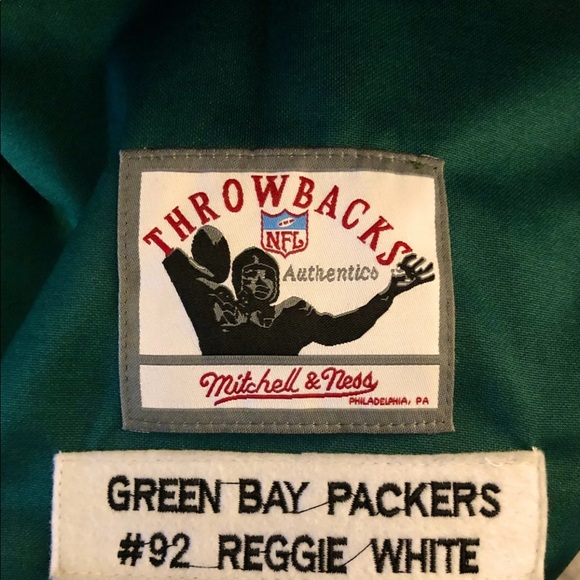 THROWBACKS
NFL
Authentics
Mitchell & Ness
PHILADELPHIA, PA
GREEN BAY PACKERS
#92 REGGIE WHITE